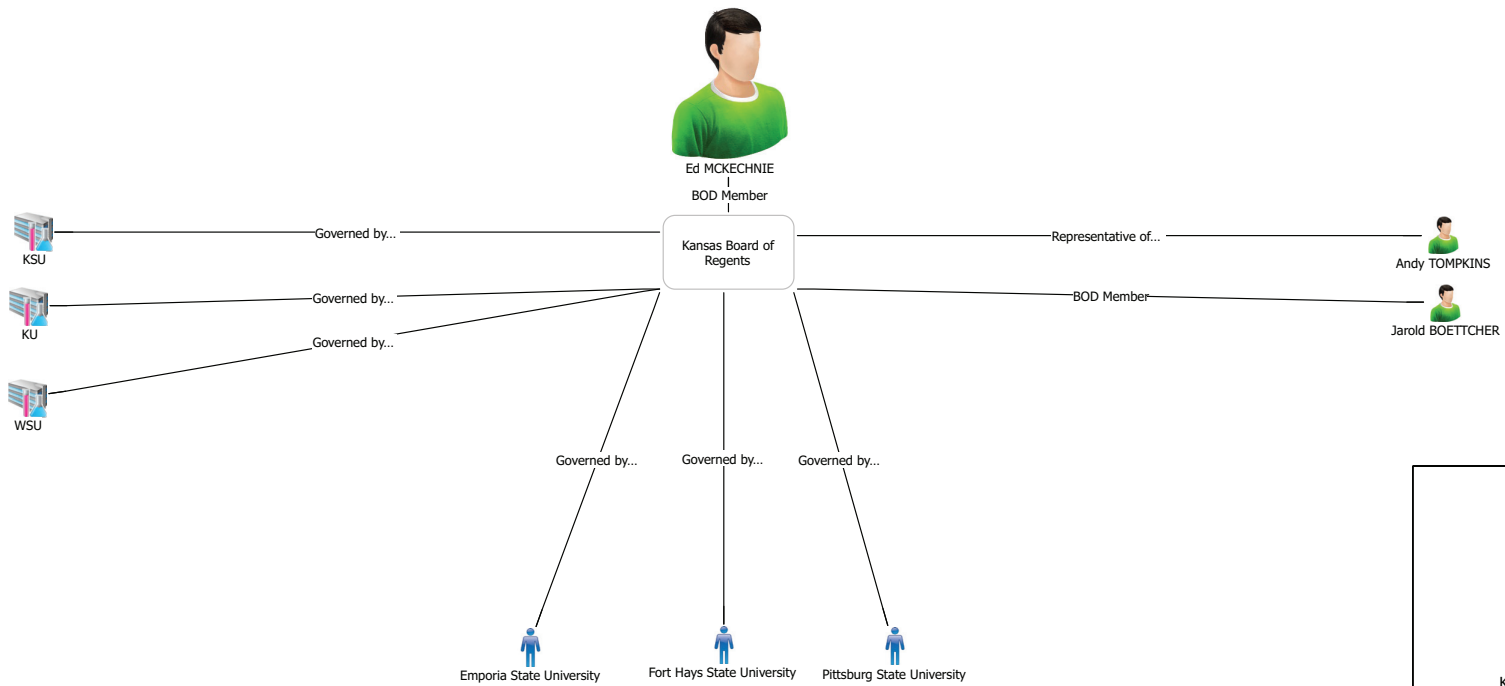 Ed MCKECHNIE
BOD Member
Kansas Board of
Regents
Governed by...
KSU
Governed by...
KU
Governed by...
WSU
Representative of...
Andy TOMPKINS
BOD Member
Jarold BOETTCHER
Governed by...
Governed by...
Governed by...
Emporia State University
Fort Hays State University
Pittsburg State University
K